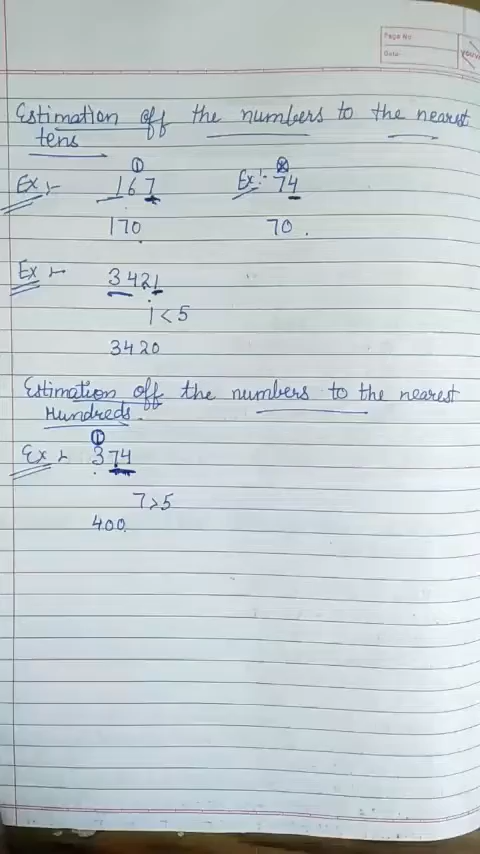 Page No:
Date:
YOUVA
Estimation off the numbers to the nearest
tens
1
Ex :- 167 Ex :- 74
170 70 .
Ex :- 3421
1 < 5
3420
Estimation off the numbers to the nearest
Hundreds.
1
Ex :- 374
7 > 5
400